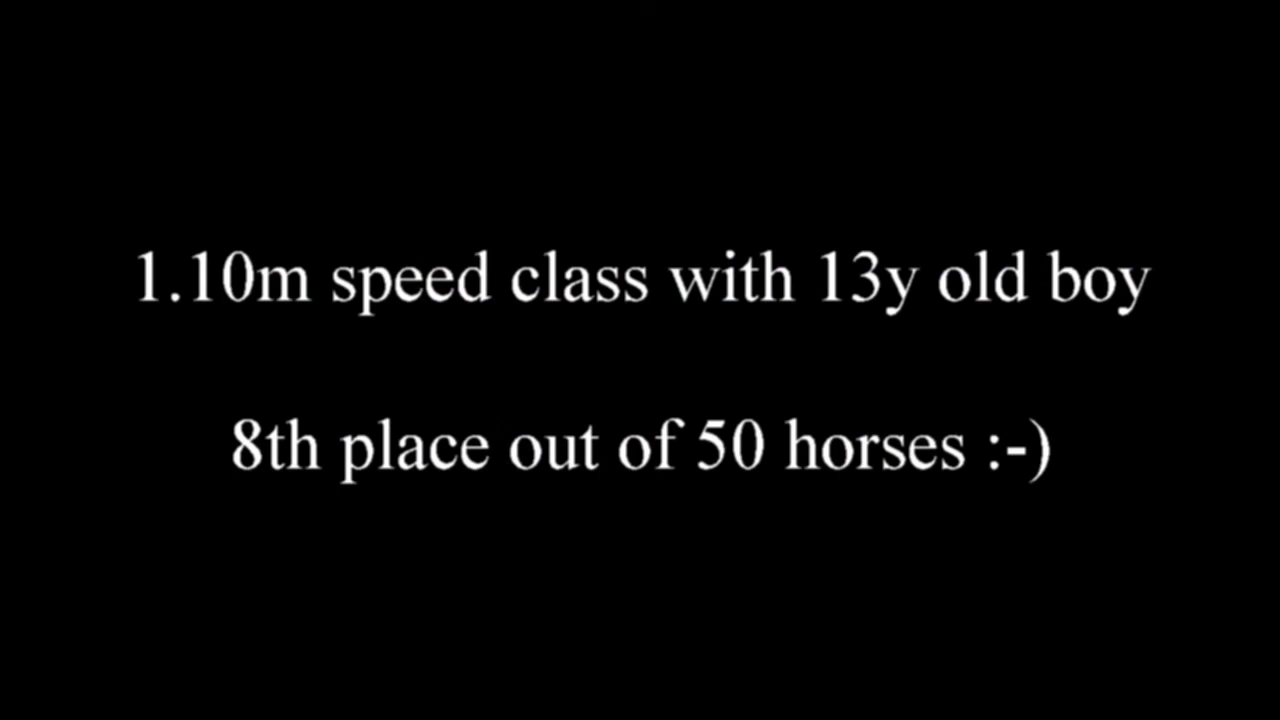 1.10m speed class with 13y old boy
8th place out of 50 horses :-)